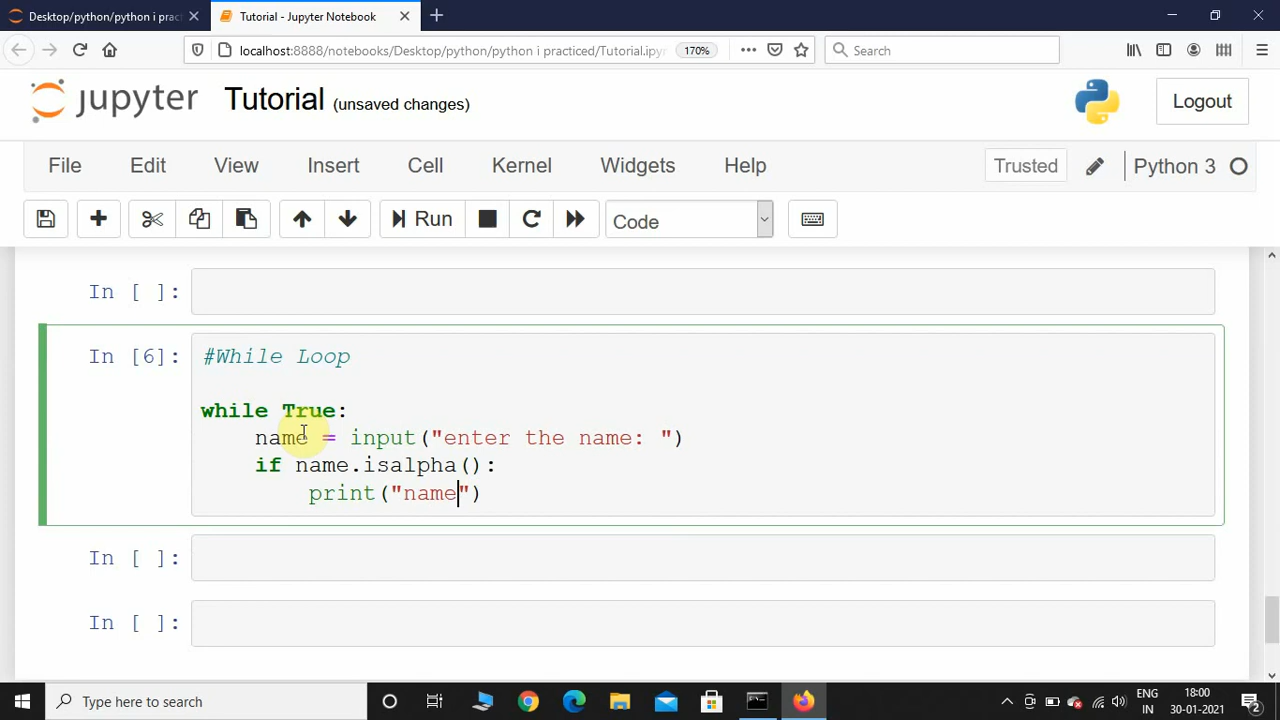 Desktop/python/python i prac
Tutorial - Jupyter Notebook
localhost:8888/notebooks/Desktop/python/python i practiced/Tutorial.ipyn
170%
Search
jupyter Tutorial (unsaved changes)
Logout
File Edit View Insert Cell Kernel Widgets Help
Trusted
Python 3
Run
Code
In [ ]:
In [6]: #While Loop
while True:
name = input("enter the name: ")
if name.isalpha():
print("name")
In [ ]:
In [ ]:
Type here to search
ENG
IN
18:00
30-01-2021
2